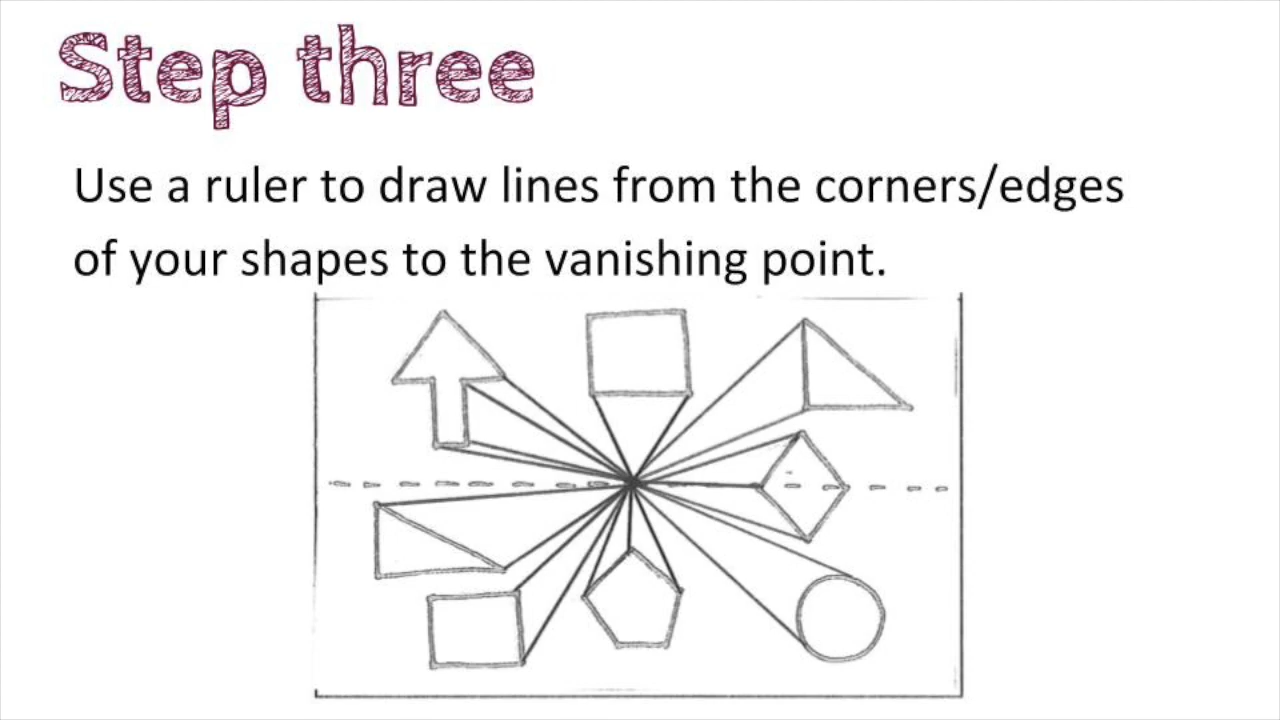 Step three
Use a ruler to draw lines from the corners/edges
of your shapes to the vanishing point.